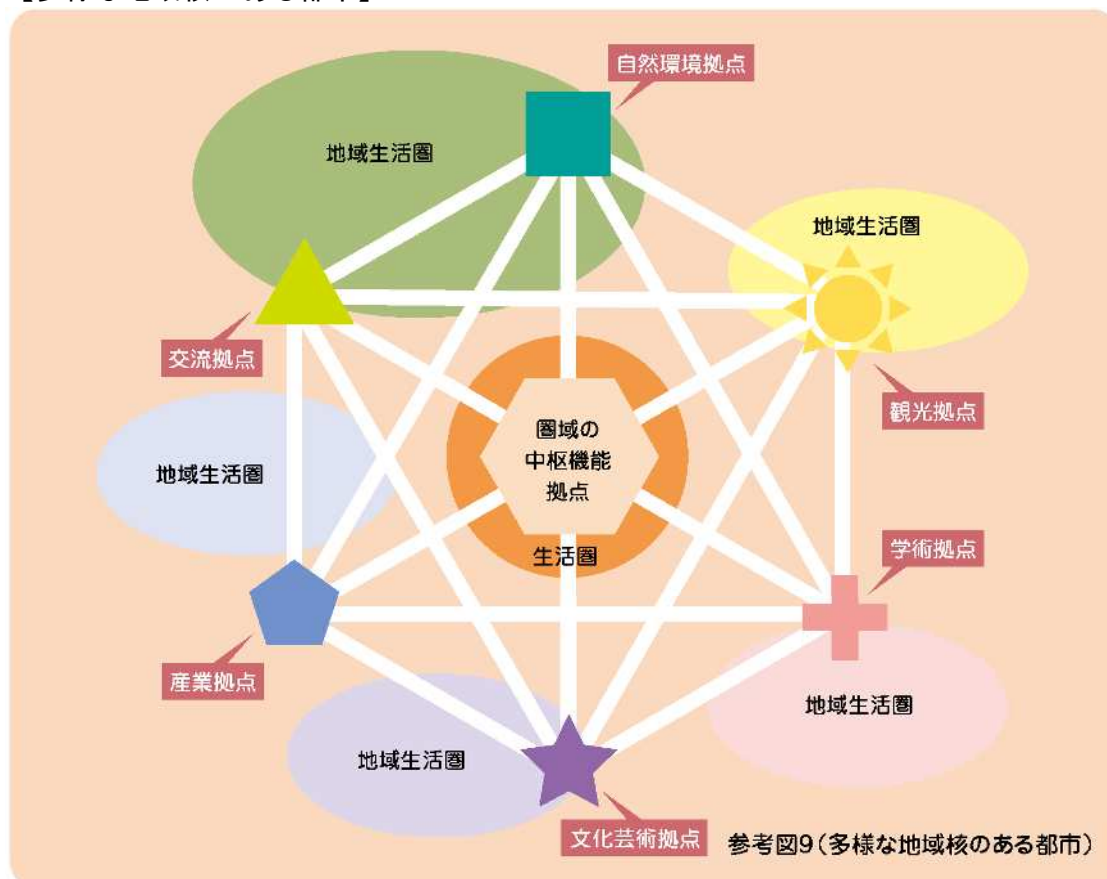 自然環境拠点
地域生活圏
地域生活圏
交流拠点
観光拠点
地域生活圏
圏域の
中枢機能
拠点
生活圏
学術拠点
産業拠点
地域生活圏
地域生活圏
文化芸術拠点
参考図9(多様な地域核のある都市)